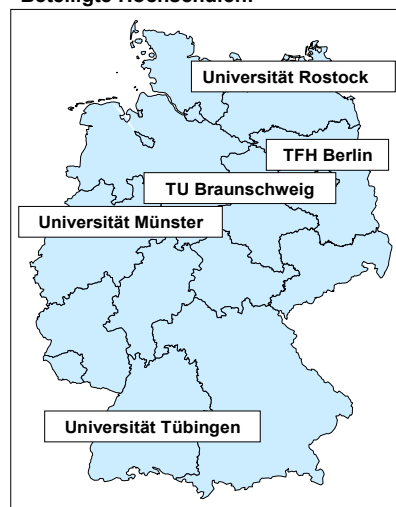 Beteiligte Hochschulen:
Universität Rostock
TFH Berlin
TU Braunschweig
Universität Münster
Universität Tübingen